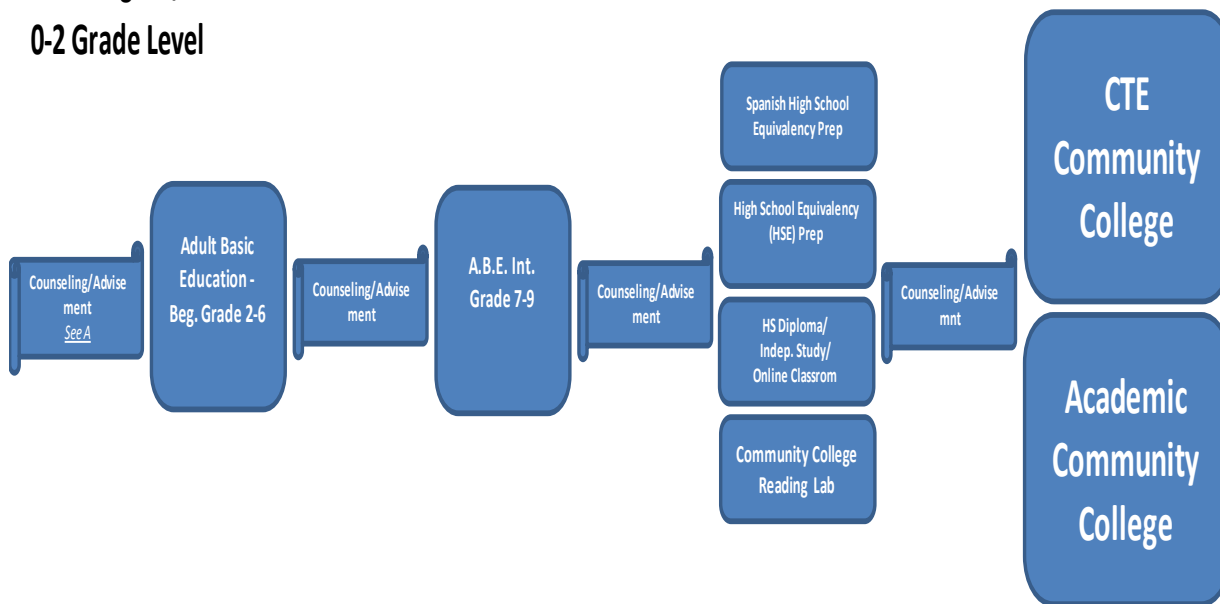 0-2 Grade Level
Counseling/Advise
ment
See A
Adult Basic
Education -
Beg. Grade 2-6
Counseling/Advise
ment
A.B.E. Int.
Grade 7-9
Counseling/Advise
ment
Spanish High School
Equivalency Prep
High School Equivalency
(HSE) Prep
HS Diploma/
Indep. Study/
Online Classrom
Community College
Reading Lab
Counseling/Advise
mnt
CTE
Community
College
Academic
Community
College